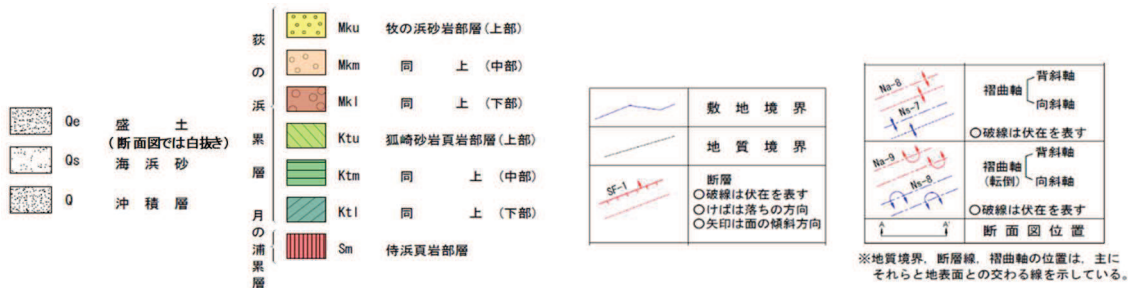 Qe 盛土
(断面図では白抜き)
Qs 海浜砂
Q 沖積層
荻の浜累層
月の浦累層
Mku 牧の浜砂岩部層(上部)
Mkm 同上(中部)
Mkl 同上(下部)
Ktu 狐崎砂岩頁岩部層(上部)
Ktm 同上(中部)
Ktl 同上(下部)
Sm 侍浜頁岩部層
敷地境界
地質境界
SF-1
断層
○破線は伏在を表す
○けばは落ちの方向
○矢印は面の傾斜方向
Na-8
Ns-7
褶曲軸
背斜軸
向斜軸
○破線は伏在を表す
Na-9
Ns-8
褶曲軸
(転倒)
背斜軸
向斜軸
○破線は伏在を表す
A A'
断面図位置
※地質境界、断層線、褶曲軸の位置は、主に
それらと地表面との交わる線を示している。